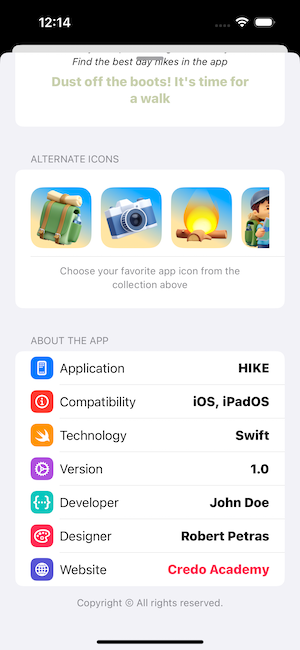 12:14
Find the best day hikes in the app
Dust off the boots! It's time for
a walk
ALTERNATE ICONS
Choose your favorite app icon from the
collection above
ABOUT THE APP
Application HIKE
Compatibility iOS, iPadOS
Technology Swift
Version 1.0
Developer John Doe
Designer Robert Petras
Website Credo Academy
Copyright © All rights reserved.